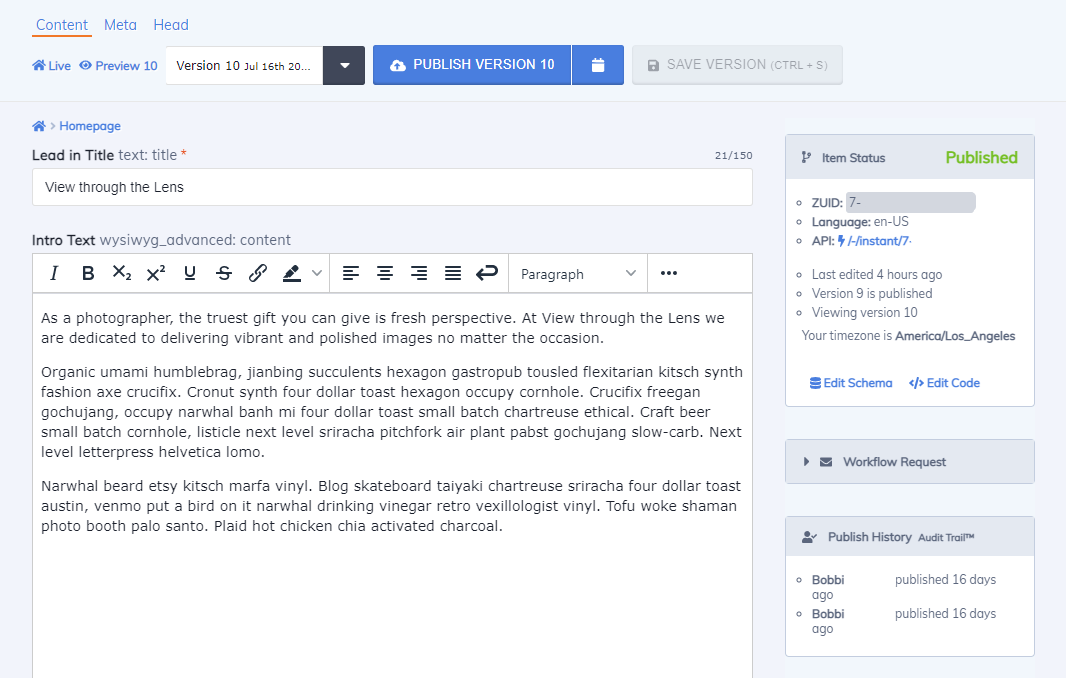 Content Meta Head
Live Preview 10 Version 10 Jul 16th 20... PUBLISH VERSION 10 SAVE VERSION (CTRL + S)
Homepage
Lead in Title text: title * 21/150
View through the Lens
Intro Text wysiwyg_advanced: content
I B X2 X2 U S Paragraph
As a photographer, the truest gift you can give is fresh perspective. At View through the Lens we
are dedicated to delivering vibrant and polished images no matter the occasion.
Organic umami humblebrag, jianbing succulents hexagon gastropub tousled flexitarian kitsch synth
fashion axe crucifix. Cronut synth four dollar toast hexagon occupy cornhole. Crucifix freegan
gochujang, occupy narwhal banh mi four dollar toast small batch chartreuse ethical. Craft beer
small batch cornhole, listicle next level sriracha pitchfork air plant pabst gochujang slow-carb. Next
level letterpress helvetica lomo.
Narwhal beard etsy kitsch marfa vinyl. Blog skateboard taiyaki chartreuse sriracha four dollar toast
austin, venmo put a bird on it narwhal drinking vinegar retro vexillologist vinyl. Tofu woke shaman
photo booth palo santo. Plaid hot chicken chia activated charcoal.
Item Status Published
ZUID: 7-
Language: en-US
API: /-/instant/7-
Last edited 4 hours ago
Version 9 is published
Viewing version 10
Your timezone is America/Los_Angeles
Edit Schema Edit Code
Workflow Request
Publish History Audit Trail™
Bobbi published 16 days
ago
Bobbi published 16 days
ago